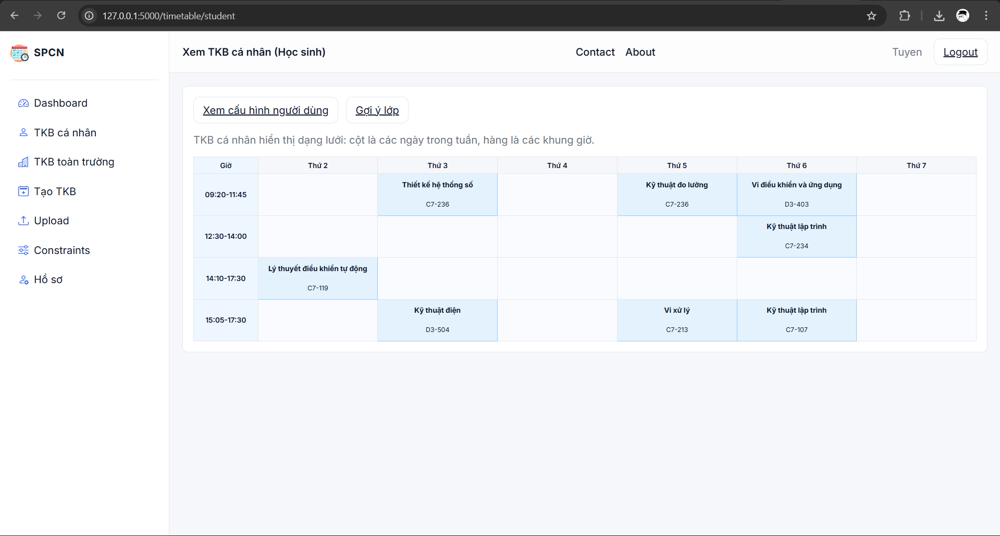 127.0.0.1:5000/timetable/student
SPCN
Xem TKB cá nhân (Học sinh)
Contact About
Tuyen Logout
Dashboard
TKB cá nhân
TKB toàn trường
Tạo TKB
Upload
Constraints
Hồ sơ
Xem cấu hình người dùng Gợi ý lớp
TKB cá nhân hiển thị dạng lưới: cột là các ngày trong tuần, hàng là các khung giờ.
Giờ Thứ 2 Thứ 3 Thứ 4 Thứ 5 Thứ 6 Thứ 7
09:20-11:45
Thiết kế hệ thống số
C7-236
Kỹ thuật đo lường
C7-236
Vi điều khiển và ứng dụng
D3-403
12:30-14:00
Kỹ thuật lập trình
C7-234
14:10-17:30
Lý thuyết điều khiển tự động
C7-119
15:05-17:30
Kỹ thuật điện
D3-504
Vi xử lý
C7-213
Kỹ thuật lập trình
C7-107